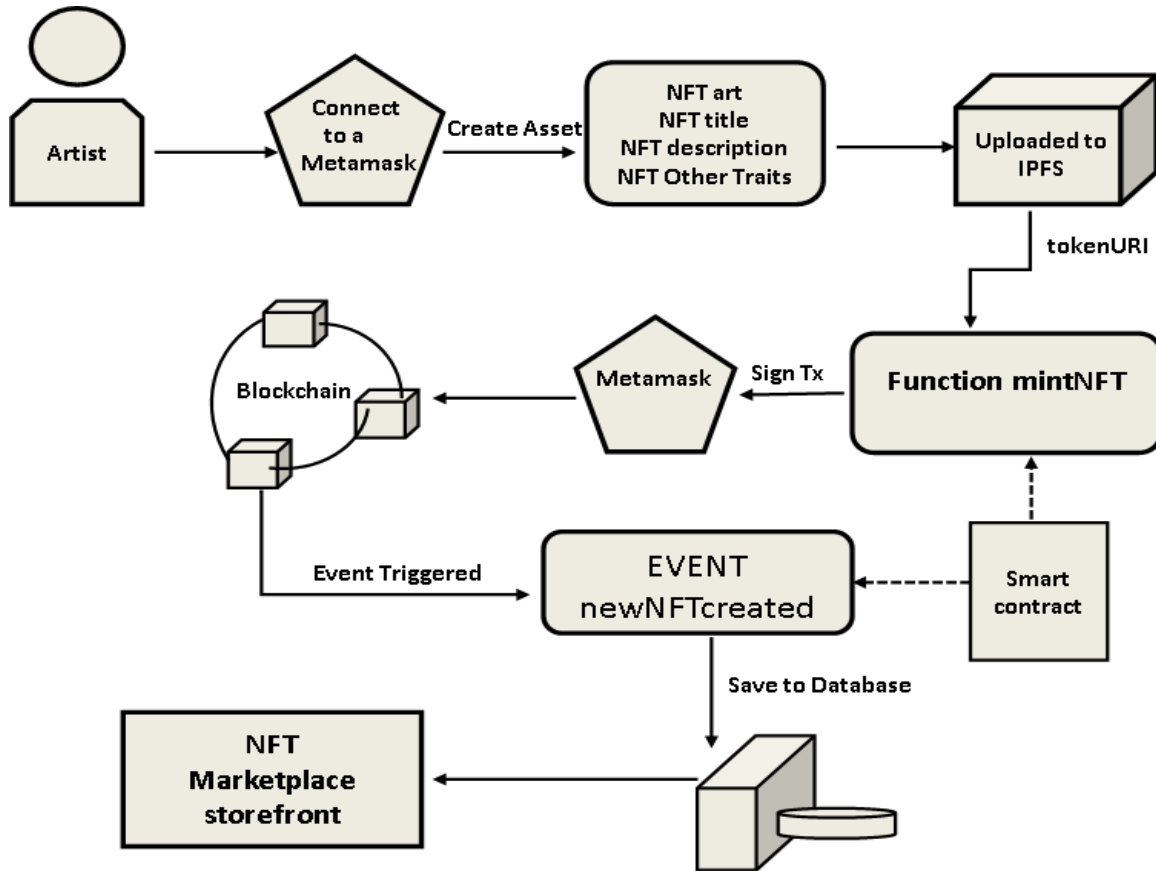 Artist
Connect
to a
Metamask
Create Asset
NFT art
NFT title
NFT description
NFT Other Traits
Uploaded to
IPFS
tokenURI
Function mintNFT
Sign Tx
Metamask
Blockchain
Event Triggered
EVENT
newNFTcreated
Smart
contract
Save to Database
NFT
Marketplace
storefront